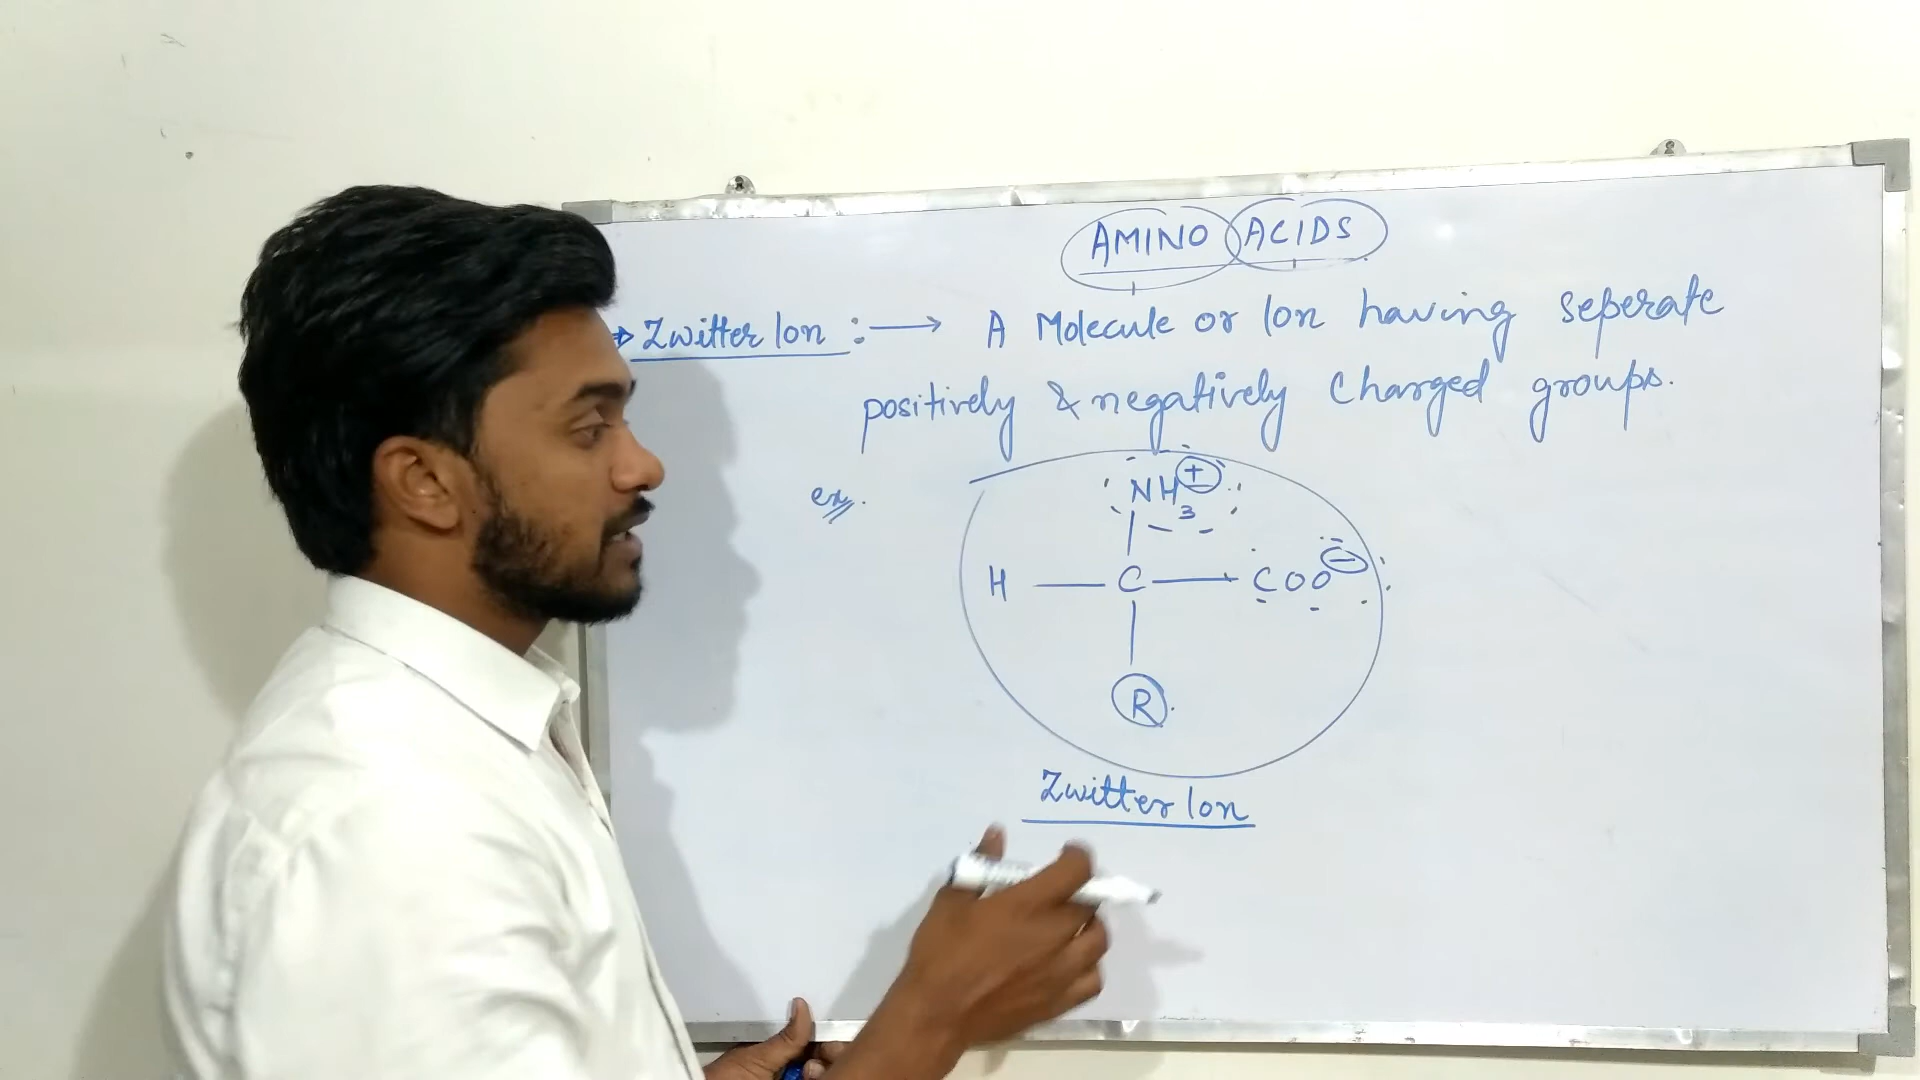 AMINO ACIDS
Zwitter Ion : → A Molecule or Ion having seperate
positively & negatively Charged groups.
ex.
NH3 +
H — C — COO −
R
Zwitter Ion